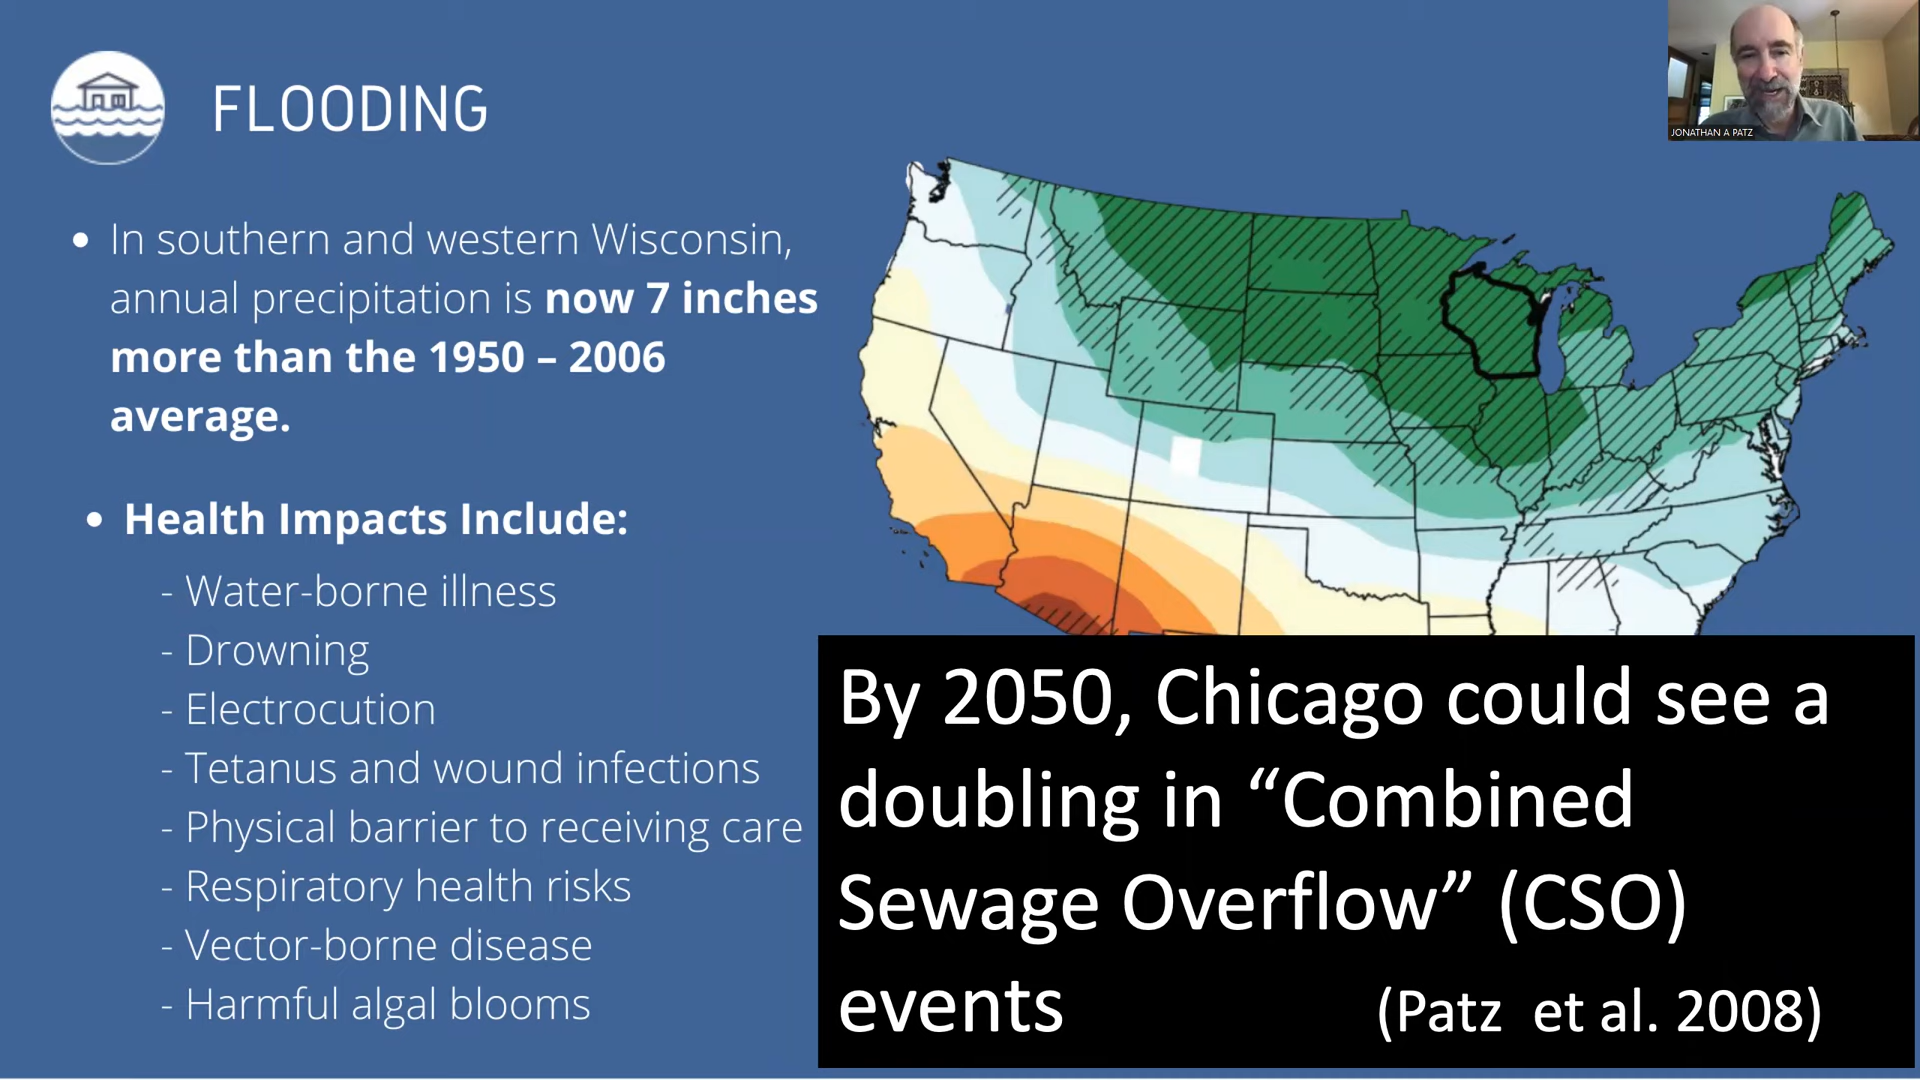 FLOODING
JONATHAN A PATZ
• In southern and western Wisconsin,
annual precipitation is now 7 inches
more than the 1950 – 2006
average.
• Health Impacts Include:
- Water-borne illness
- Drowning
- Electrocution
- Tetanus and wound infections
- Physical barrier to receiving care
- Respiratory health risks
- Vector-borne disease
- Harmful algal blooms
By 2050, Chicago could see a
doubling in “Combined
Sewage Overflow” (CSO)
events (Patz et al. 2008)